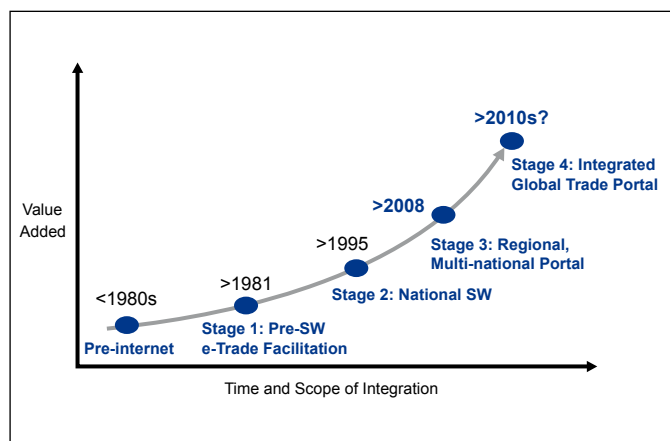 >2010s?
Stage 4: Integrated
Global Trade Portal
>2008
Value
Added
Stage 3: Regional,
Multi-national Portal
>1995
Stage 2: National SW
>1981
<1980s
Stage 1: Pre-SW
e-Trade Facilitation
Pre-internet
Time and Scope of Integration